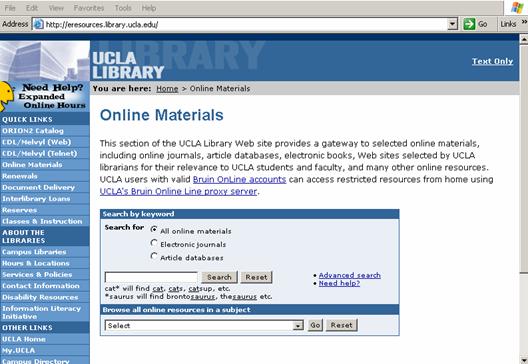 File Edit View Favorites Tools Help
Address http://eresources.library.ucla.edu/ Go Links »
UCLA LIBRARY
LIBRARY
Text Only
Need Help?
Expanded
Online Hours
You are here: Home > Online Materials
QUICK LINKS
ORION2 Catalog
CDL/Melvyl (Web)
CDL/Melvyl (Telnet)
Online Materials
Renewals
Document Delivery
Interlibrary Loans
Reserves
Classes & Instruction
ABOUT THE
LIBRARIES
Campus Libraries
Hours & Locations
Services & Policies
Contact Information
Disability Resources
Information Literacy
Initiative
OTHER LINKS
UCLA Home
My.UCLA
Campus Directory
Online Materials
This section of the UCLA Library Web site provides a gateway to selected online materials,
including online journals, article databases, electronic books, Web sites selected by UCLA
librarians for their relevance to UCLA students and faculty, and many other online resources.
UCLA users with valid Bruin OnLine accounts can access restricted resources from home using
UCLA's Bruin Online Line proxy server.
Search by keyword
Search for All online materials
Electronic journals
Article databases
Search Reset
cat* will find cat, cats, catsup, etc.
*saurus will find brontosaurus, thesaurus etc.
• Advanced search
• Need help?
Browse all online resources in a subject
Select Go Reset